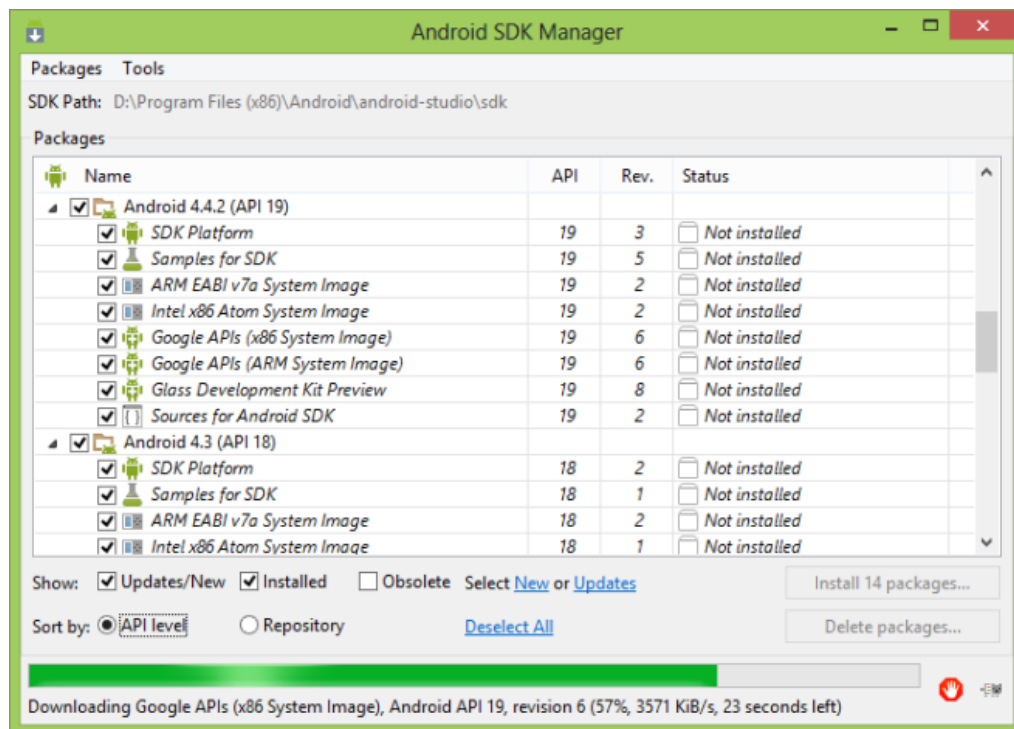 Android SDK Manager
Packages Tools
SDK Path: D:\Program Files (x86)\Android\android-studio\sdk
Packages
Name API Rev. Status
Android 4.4.2 (API 19)
SDK Platform 19 3 Not installed
Samples for SDK 19 5 Not installed
ARM EABI v7a System Image 19 2 Not installed
Intel x86 Atom System Image 19 2 Not installed
Google APIs (x86 System Image) 19 6 Not installed
Google APIs (ARM System Image) 19 6 Not installed
Glass Development Kit Preview 19 8 Not installed
Sources for Android SDK 19 2 Not installed
Android 4.3 (API 18)
SDK Platform 18 2 Not installed
Samples for SDK 18 1 Not installed
ARM EABI v7a System Image 18 2 Not installed
Intel x86 Atom System Image 18 1 Not installed
Show: Updates/New Installed Obsolete Select New or Updates Install 14 packages...
Sort by: API level Repository Deselect All Delete packages...
Downloading Google APIs (x86 System Image), Android API 19, revision 6 (57%, 3571 KiB/s, 23 seconds left)